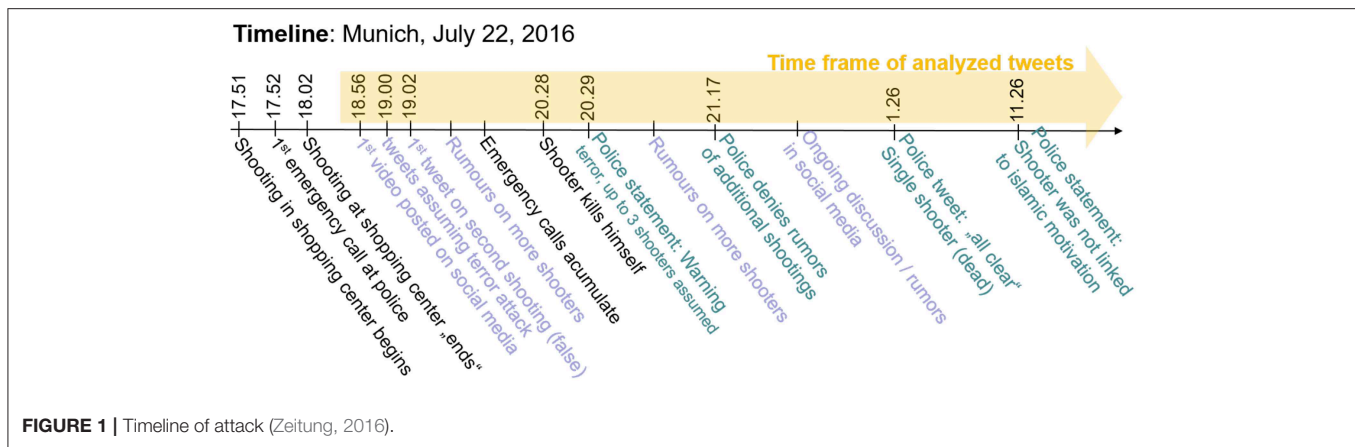 Timeline: Munich, July 22, 2016
Time frame of analyzed tweets
17.51
17.52
18.02
18.56
19.00
19.02
20.28
20.29
21.17
1.26
11.26
Shooting in shopping center begins
1st emergency call at police
Shooting at shopping center „ends“
1st video posted on social media
tweets assuming terror attack
1st tweet on second shooting (false)
Rumours on more shooters
Emergency calls acumulate
Shooter kills himself
Police statement: Warning
terror, up to 3 shooters assumed
Rumours on more shooters
Police denies rumors
of additional shootings
Ongoing discussion / rumors
in social media
Police tweet: „all clear“
Single shooter (dead)
Police statement:
Shooter was not linked
to islamic motivation
FIGURE 1 | Timeline of attack (Zeitung, 2016).